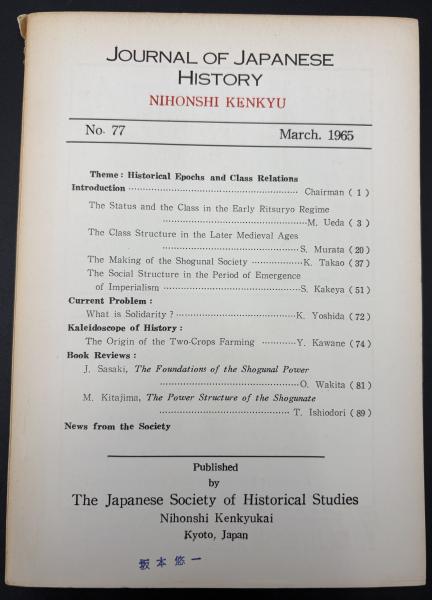 JOURNAL OF JAPANESE
HISTORY
NIHONSHI KENKYU
No. 77 March. 1965
Theme: Historical Epochs and Class Relations
Introduction ........................................ Chairman ( 1 )
The Status and the Class in the Early Ritsuryo Regime
........................................ M. Ueda ( 3 )
The Class Structure in the Later Medieval Ages
........................................ S. Murata ( 20 )
The Making of the Shogunal Society ............... K. Takao ( 37 )
The Social Structure in the Period of Emergence
of Imperialism ........................................ S. Kakeya ( 51 )
Current Problem :
What is Solidarity ? .............................. K. Yoshida ( 72 )
Kaleidoscope of History :
The Origin of the Two-Crops Farming ............ Y. Kawane ( 74 )
Book Reviews :
J. Sasaki, The Foundations of the Shogunal Power
........................................ O. Wakita ( 81 )
M. Kitajima, The Power Structure of the Shogunate
........................................ T. Ishiodori ( 89 )
News from the Society
Published
by
The Japanese Society of Historical Studies
Nihonshi Kenkyukai
Kyoto, Japan
坂本悠一